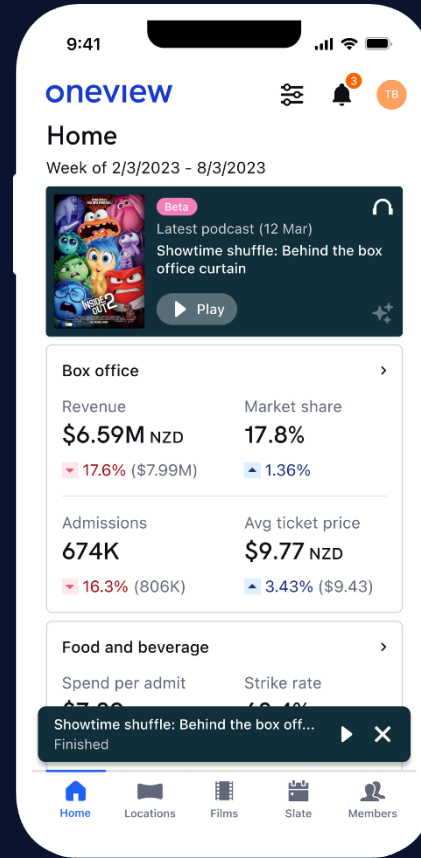 9:41
oneview
3
TB
Home
Week of 2/3/2023 - 8/3/2023
INSIDE OUT 2
Beta
Latest podcast (12 Mar)
Showtime shuffle: Behind the box
office curtain
Play
Box office
Revenue
Market share
$6.59M NZD
17.8%
17.6% ($7.99M)
1.36%
Admissions
Avg ticket price
674K
$9.77 NZD
16.3% (806K)
3.43% ($9.43)
Food and beverage
Spend per admit
Strike rate
Showtime shuffle: Behind the box off...
Finished
Home
Locations
Films
Slate
Members